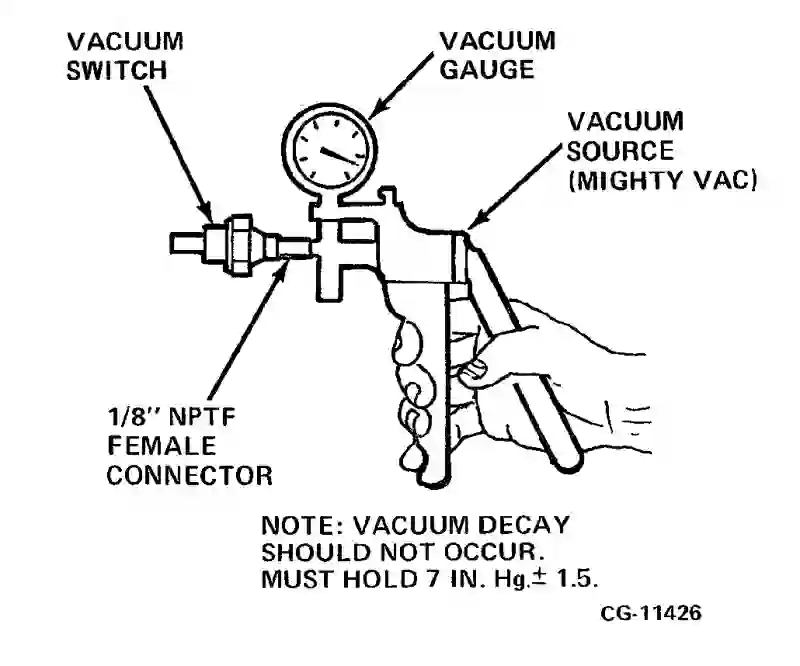 VACUUM
SWITCH
VACUUM
GAUGE
VACUUM
SOURCE
(MIGHTY VAC)
1/8" NPTF
FEMALE
CONNECTOR
NOTE: VACUUM DECAY
SHOULD NOT OCCUR.
MUST HOLD 7 IN. Hg.± 1.5.
CG-11426